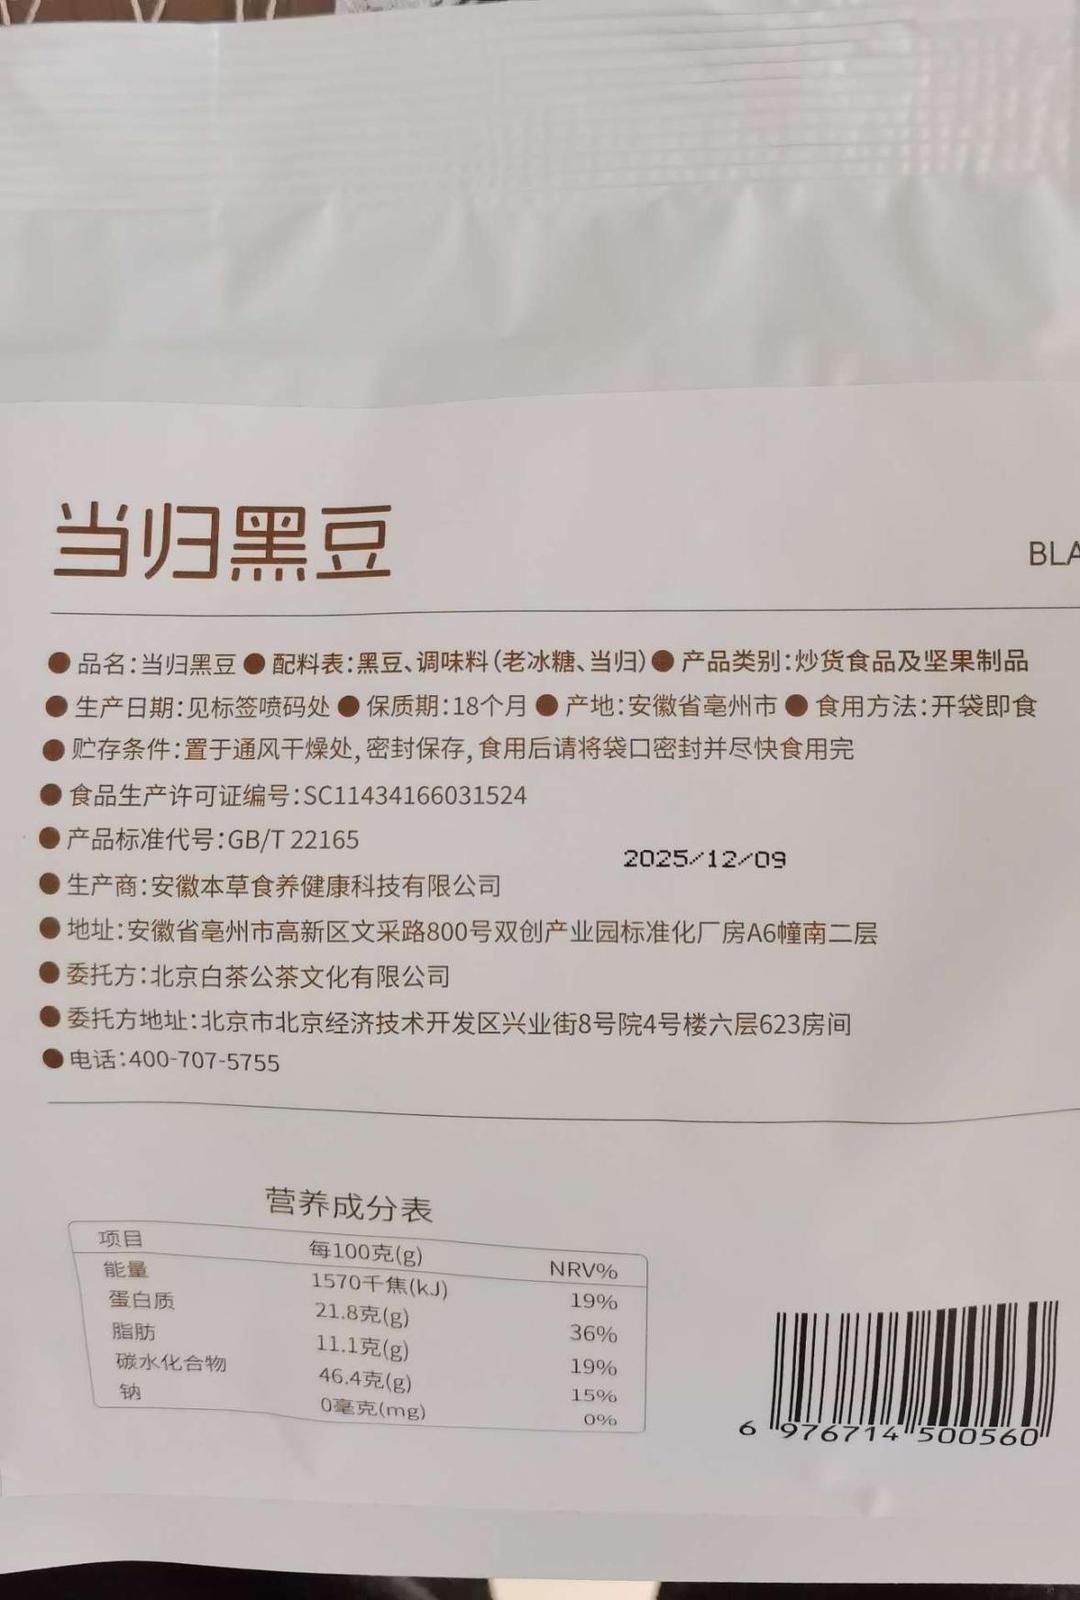 当归黑豆
BLA
●品名:当归黑豆 ●配料表:黑豆、调味料(老冰糖、当归) ●产品类别:炒货食品及坚果制品
●生产日期:见标签喷码处 ●保质期:18个月 ●产地:安徽省亳州市 ●食用方法:开袋即食
●贮存条件:置于通风干燥处,密封保存,食用后请将袋口密封并尽快食用完
●食品生产许可证编号:SC11434166031524
●产品标准代号:GB/T 22165
2025/12/09
●生产商:安徽本草食养健康科技有限公司
●地址:安徽省亳州市高新区文采路800号双创产业园标准化厂房A6幢南二层
●委托方:北京白茶公茶文化有限公司
●委托方地址:北京市北京经济技术开发区兴业街8号院4号楼六层623房间
●电话:400-707-5755
营养成分表
项目 每100克(g) NRV%
能量 1570千焦(kJ) 19%
蛋白质 21.8克(g) 36%
脂肪 11.1克(g) 19%
碳水化合物 46.4克(g) 15%
钠 0毫克(mg) 0%
6 976714 500560